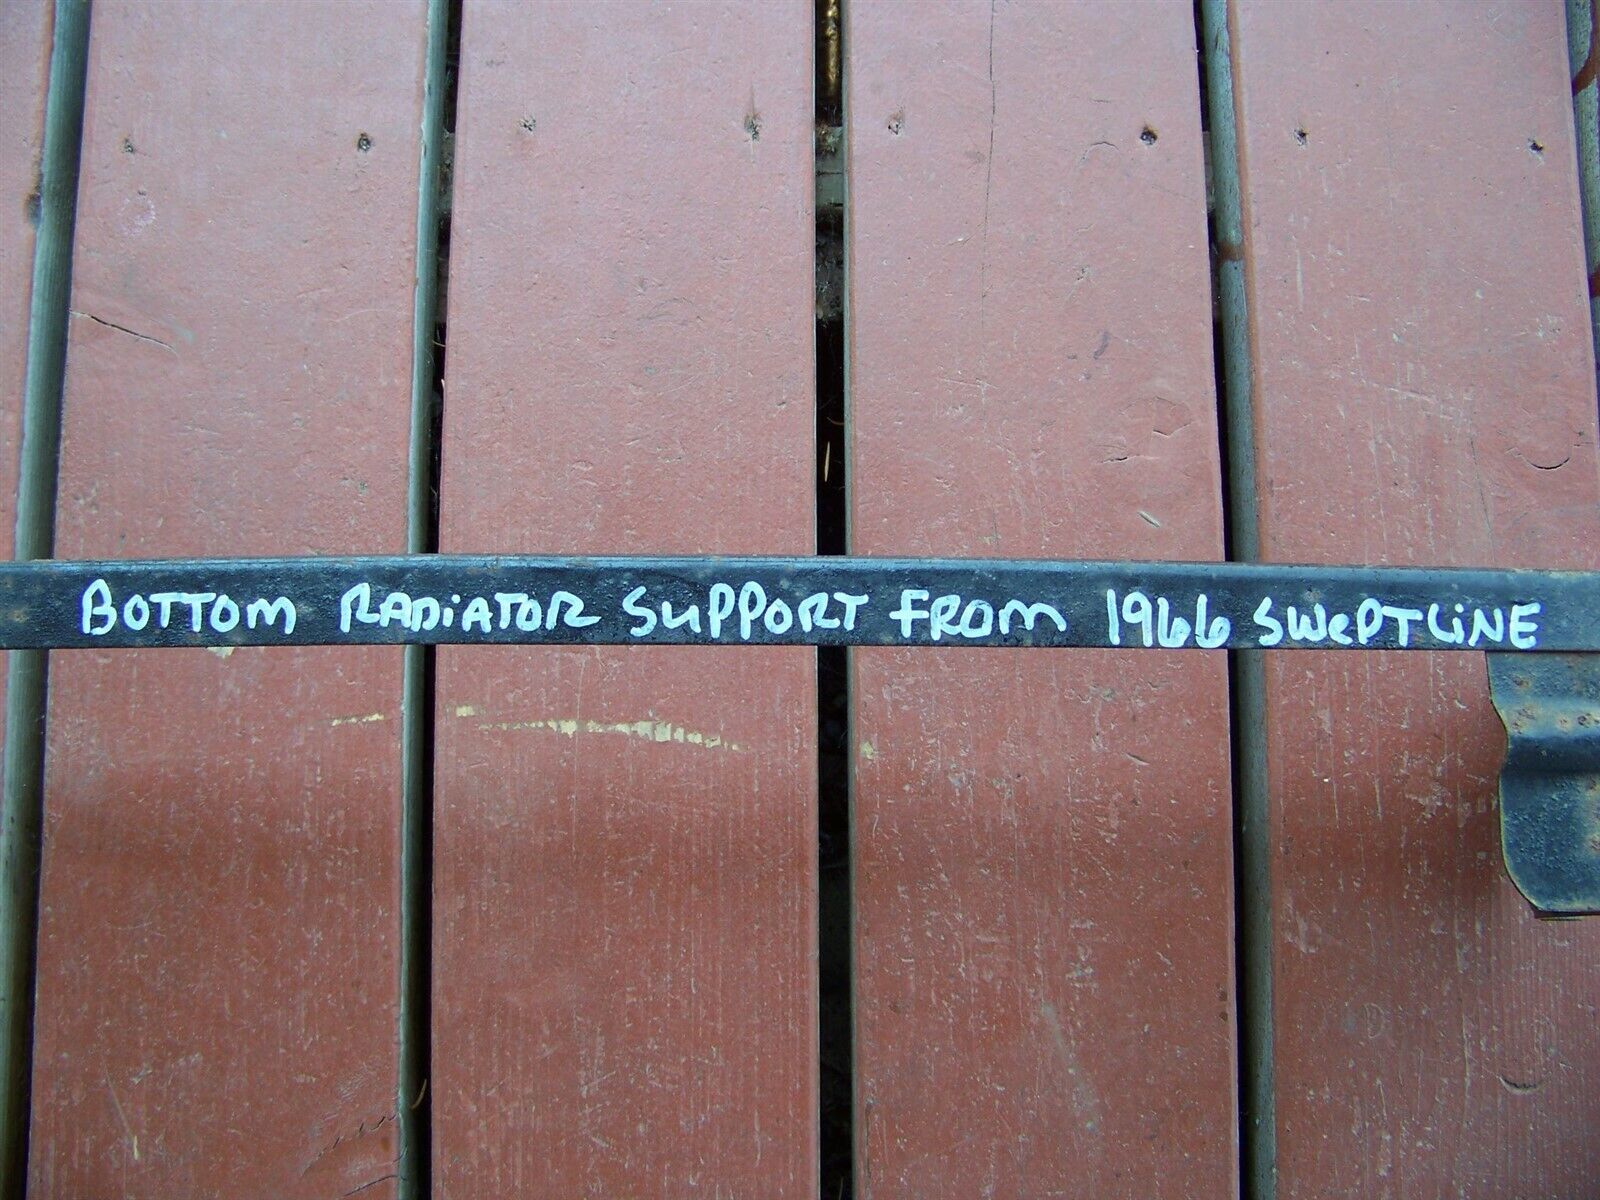 BOTTOM RADiATOR SUPPORT FROM 1966 SWePTLiNE